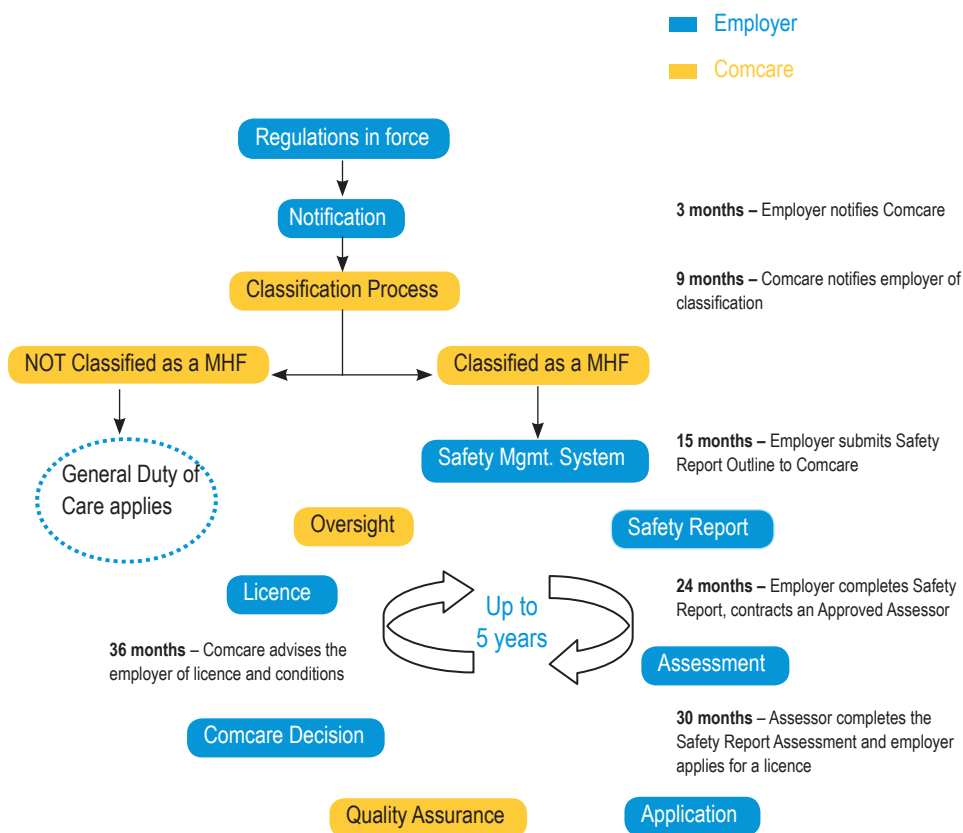 Employer
Comcare
Regulations in force
Notification
3 months – Employer notifies Comcare
Classification Process
9 months – Comcare notifies employer of
classification
NOT Classified as a MHF
Classified as a MHF
General Duty of
Care applies
Safety Mgmt. System
15 months – Employer submits Safety
Report Outline to Comcare
Oversight
Safety Report
Licence
Up to
5 years
24 months – Employer completes Safety
Report, contracts an Approved Assessor
36 months – Comcare advises the
employer of licence and conditions
Assessment
Comcare Decision
30 months – Assessor completes the
Safety Report Assessment and employer
applies for a licence
Quality Assurance
Application